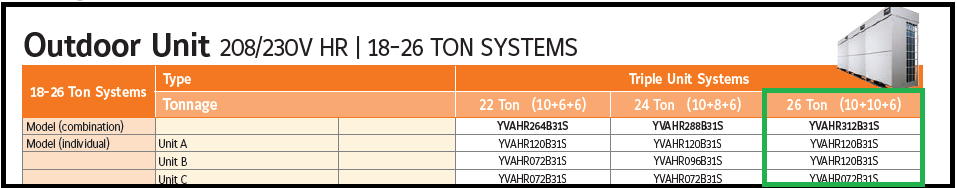 Outdoor Unit 208/230V HR | 18-26 TON SYSTEMS
18-26 Ton Systems Type Triple Unit Systems
Tonnage 22 Ton (10+6+6) 24 Ton (10+8+6) 26 Ton (10+10+6)
Model (combination) YVAHR264B31S YVAHR288B31S YVAHR312B31S
Model (individual) Unit A YVAHR120B31S YVAHR120B31S YVAHR120B31S
Unit B YVAHR072B31S YVAHR096B31S YVAHR120B31S
Unit C YVAHR072B31S YVAHR072B31S YVAHR072B31S